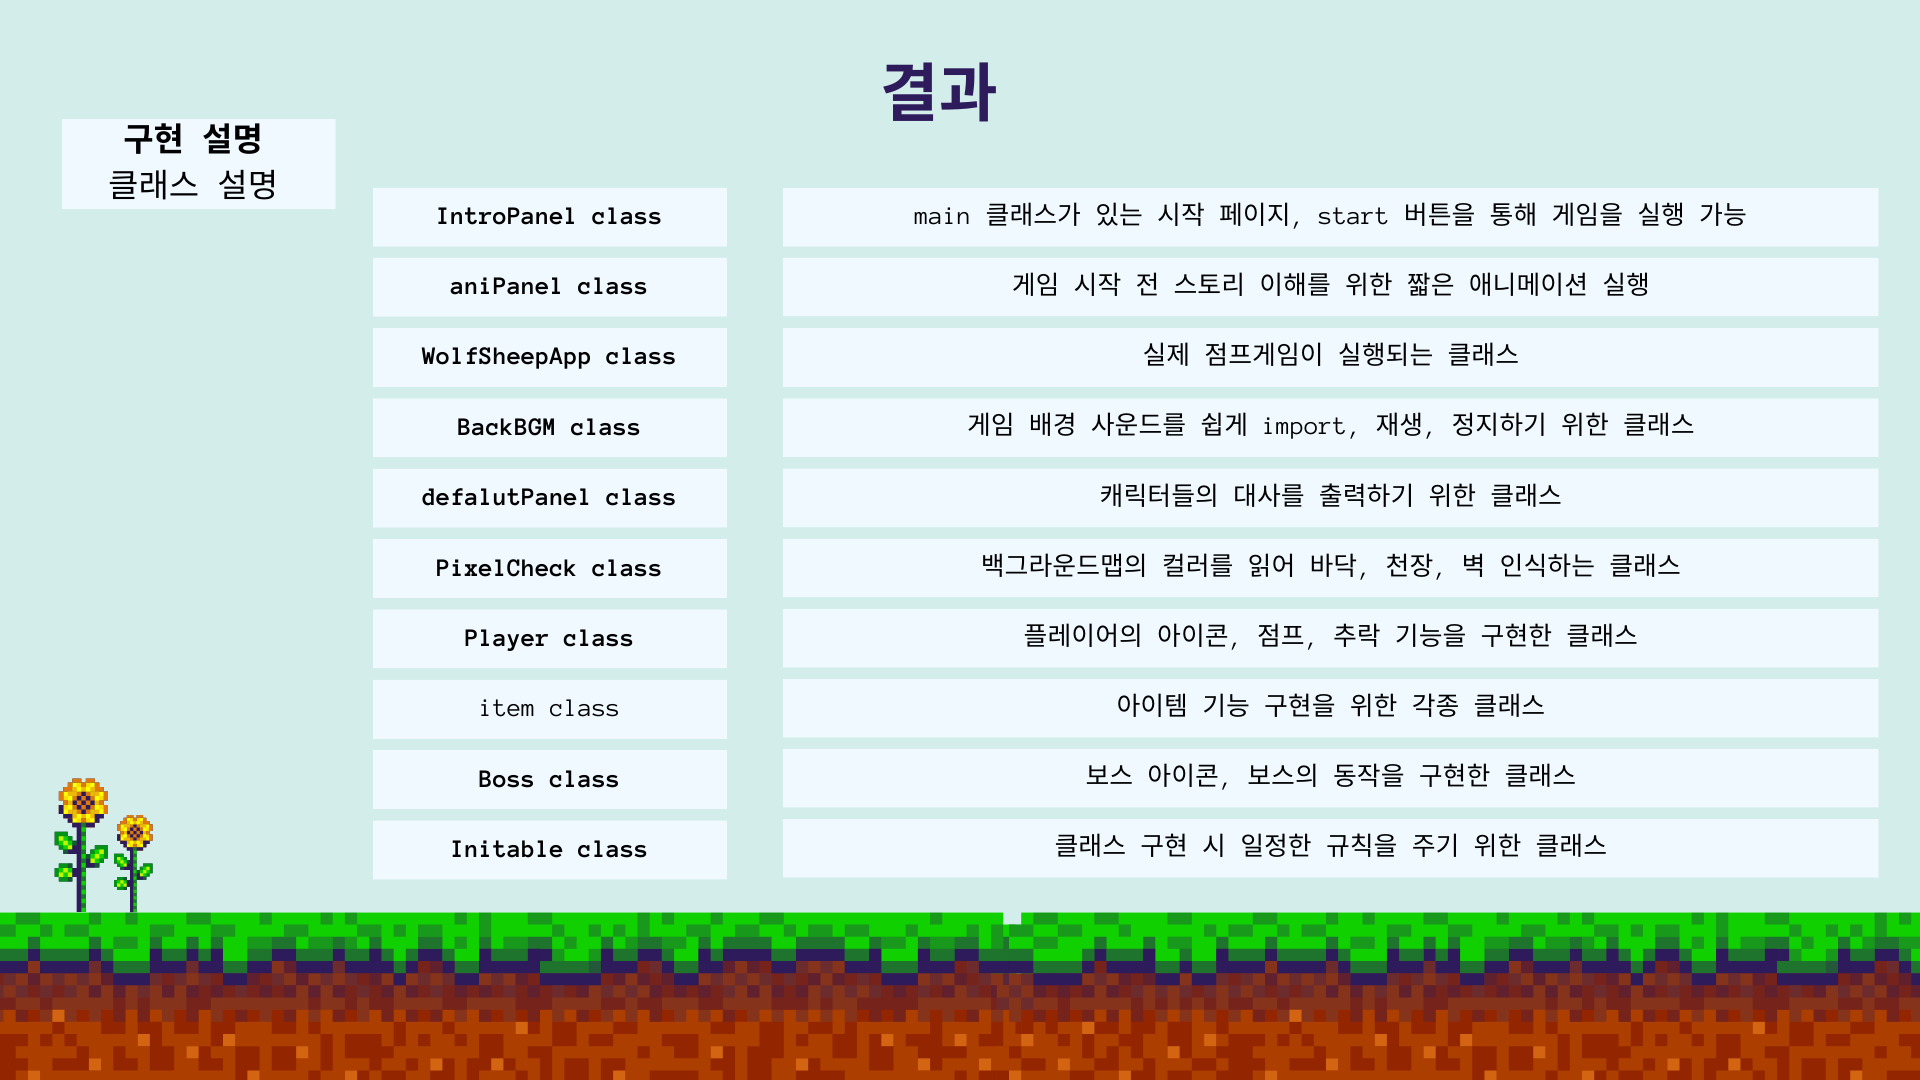 결과
구현 설명
클래스 설명
IntroPanel class
main 클래스가 있는 시작 페이지, start 버튼을 통해 게임을 실행 가능
aniPanel class
게임 시작 전 스토리 이해를 위한 짧은 애니메이션 실행
WolfSheepApp class
실제 점프게임이 실행되는 클래스
BackBGM class
게임 배경 사운드를 쉽게 import, 재생, 정지하기 위한 클래스
defalutPanel class
캐릭터들의 대사를 출력하기 위한 클래스
PixelCheck class
백그라운드맵의 컬러를 읽어 바닥, 천장, 벽 인식하는 클래스
Player class
플레이어의 아이콘, 점프, 추락 기능을 구현한 클래스
item class
아이템 기능 구현을 위한 각종 클래스
Boss class
보스 아이콘, 보스의 동작을 구현한 클래스
Initable class
클래스 구현 시 일정한 규칙을 주기 위한 클래스